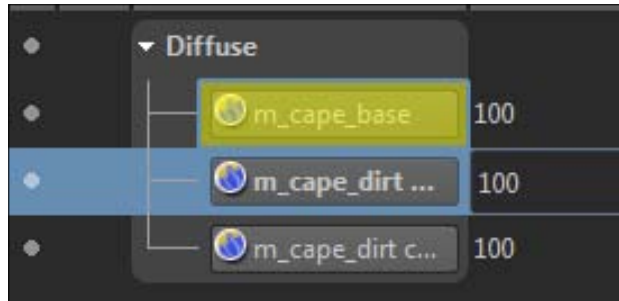 Diffuse
m_cape_base 100
m_cape_dirt ... 100
m_cape_dirt c... 100